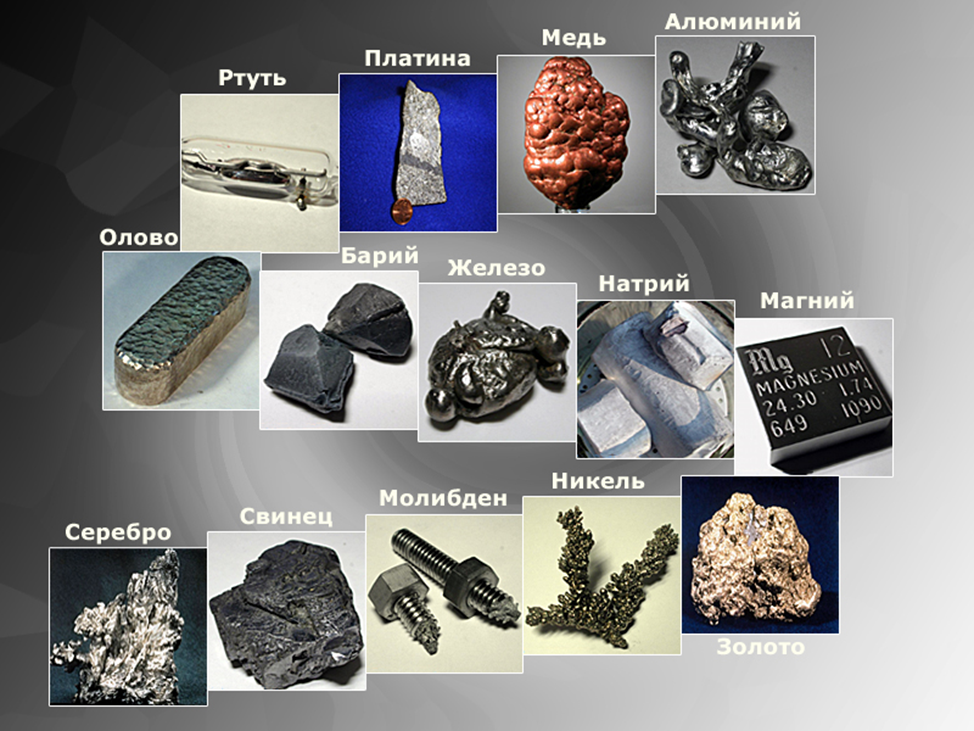 Алюминий
Медь
Платина
Ртуть
Олово
Барий
Железо
Натрий
Магний
Mg 12
MAGNESIUM
24.30 1.74
649 1090
Никель
Молибден
Свинец
Серебро
Золото